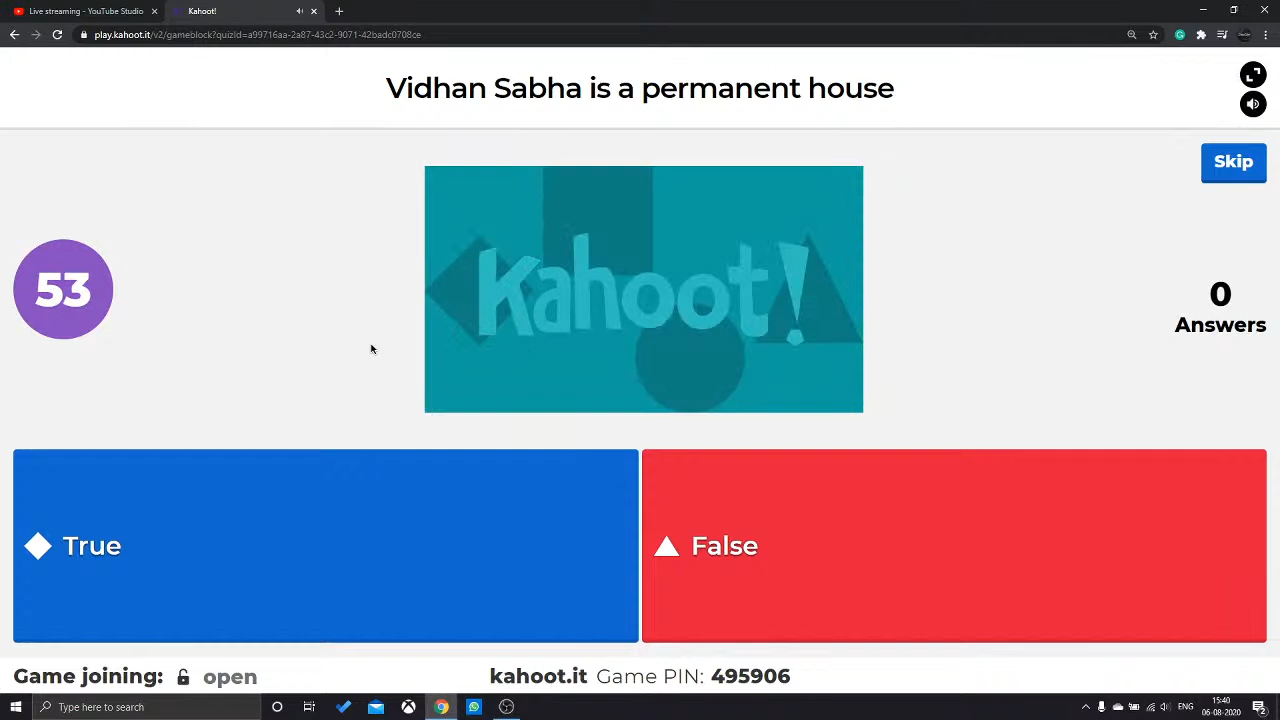 Live streaming - YouTube Studio
Kahoot!
play.kahoot.it/v2/gameblock?quizId=a99716aa-2a87-43c2-9071-42badc0708ce
Vidhan Sabha is a permanent house
Skip
Kahoot!
53
0
Answers
True
False
Game joining: open
kahoot.it Game PIN: 495906
Type here to search
ENG
15:40
06-08-2020
2